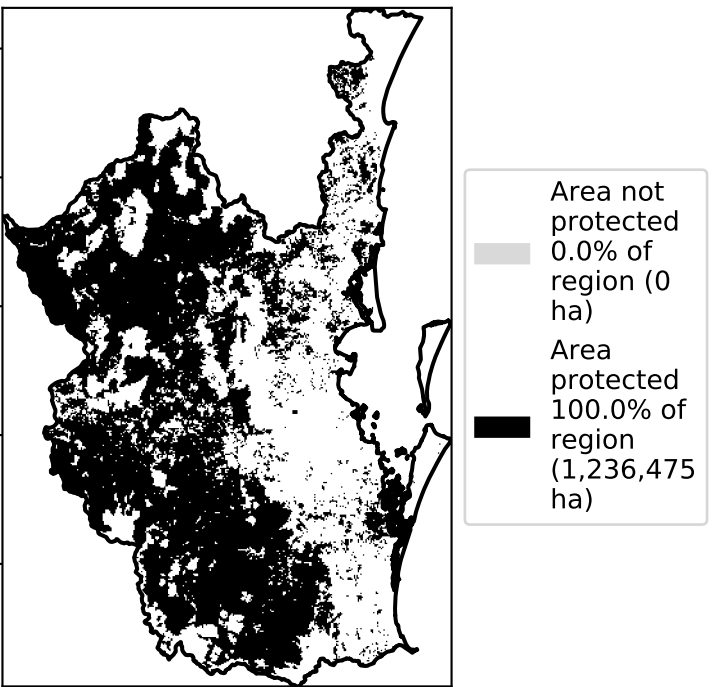 Area not
protected
0.0% of
region (0
ha)
Area
protected
100.0% of
region
(1,236,475
ha)